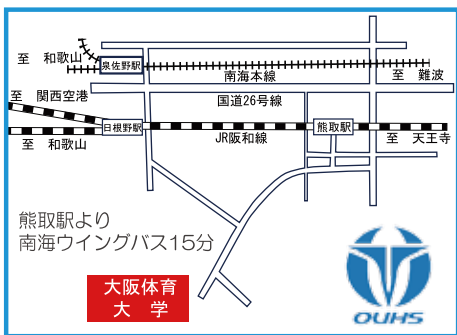 至 和歌山
泉佐野駅
南海本線
至 難波
至 関西空港
国道26号線
日根野駅
熊取駅
至 和歌山
JR阪和線
至 天王寺
熊取駅より
南海ウイングバス15分
大阪体育
大学
OUHS